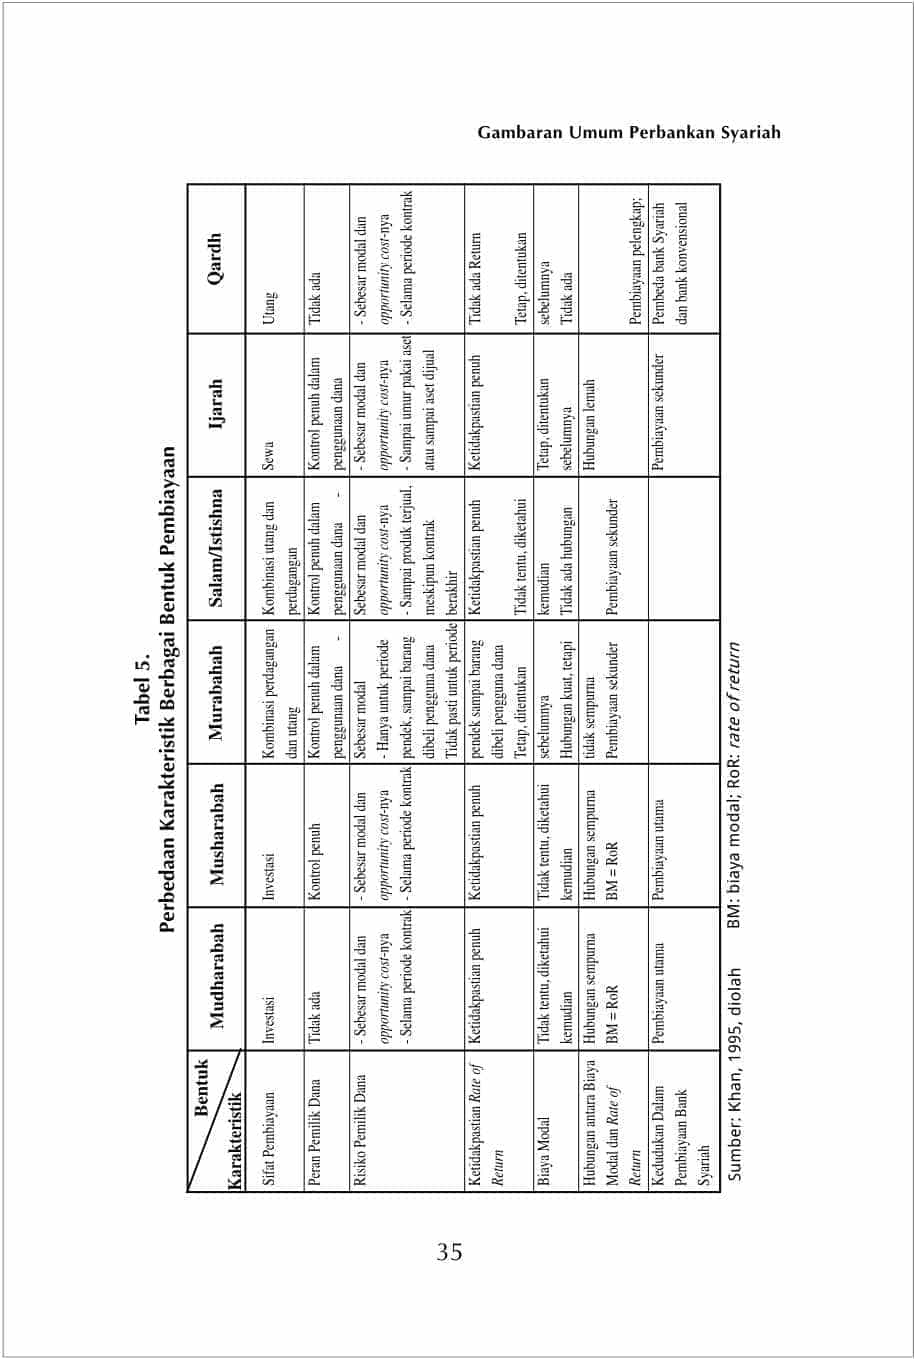 Gambaran Umum Perbankan Syariah
Tabel 5.
Perbedaan Karakteristik Berbagai Bentuk Pembiayaan
Bentuk
Karakteristik
Mudharabah
Musharabah
Murabahah
Salam/Istishna
Ijarah
Qardh
Sifat Pembiayaan
Investasi
Investasi
Kombinasi perdagangan
dan utang
Kombinasi utang dan
perdagangan
Sewa
Utang
Peran Pemilik Dana
Tidak ada
Kontrol penuh
Kontrol penuh dalam
penggunaan dana -
Kontrol penuh dalam
penggunaan dana -
Kontrol penuh dalam
penggunaan dana
Tidak ada
Risiko Pemilik Dana
- Sebesar modal dan
opportunity cost-nya
- Selama periode kontrak
- Sebesar modal dan
opportunity cost-nya
- Selama periode kontrak
Sebesar modal
- Hanya untuk periode
pendek, sampai barang
dibeli pengguna dana
Tidak pasti untuk periode
Sebesar modal dan
opportunity cost-nya
- Sampai produk terjual,
meskipun kontrak
berakhir
- Sebesar modal dan
opportunity cost-nya
- Sampai umur pakai aset
atau sampai aset dijual
- Sebesar modal dan
opportunity cost-nya
- Selama periode kontrak
Ketidakpastian Rate of
Return
Ketidakpastian penuh
Ketidakpastian penuh
pendek sampai barang
dibeli pengguna dana
Tetap, ditentukan
Ketidakpastian penuh
Tidak tentu, diketahui
Ketidakpastian penuh
Tidak ada Return
Tetap, ditentukan
Biaya Modal
Tidak tentu, diketahui
kemudian
Tidak tentu, diketahui
kemudian
sebelumnya
Hubungan kuat, tetapi
kemudian
Tidak ada hubungan
Tetap, ditentukan
sebelumnya
sebelumnya
Tidak ada
Hubungan antara Biaya
Modal dan Rate of
Return
Hubungan sempurna
BM = RoR
Hubungan sempurna
BM = RoR
tidak sempurna
Pembiayaan sekunder
Pembiayaan sekunder
Hubungan lemah
Pembiayaan pelengkap;
Kedudukan Dalam
Pembiayaan Bank
Syariah
Pembiayaan utama
Pembiayaan utama
Pembiayaan sekunder
Pembeda bank Syariah
dan bank konvensional
Sumber: Khan, 1995, diolah BM: biaya modal; RoR: rate of return
35